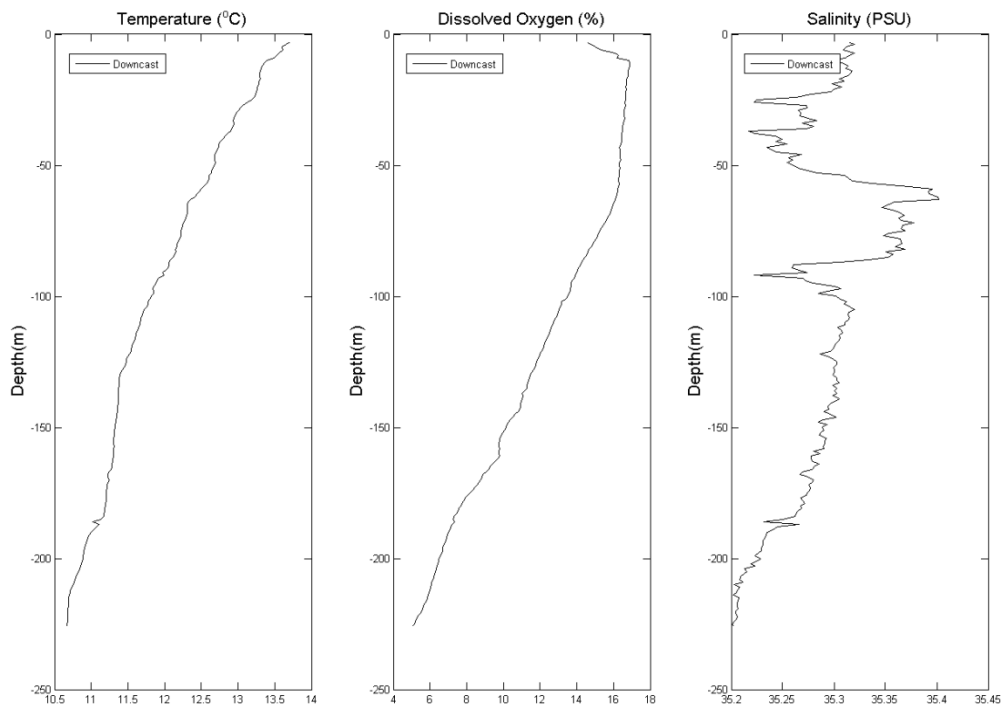 Temperature (⁰C)
Dissolved Oxygen (%)
Salinity (PSU)
Downcast
Downcast
Downcast
0
-50
-100
-150
-200
-250
Depth(m)
10.5 11 11.5 12 12.5 13 13.5 14
0
-50
-100
-150
-200
-250
Depth(m)
4 6 8 10 12 14 16 18
0
-50
-100
-150
-200
-250
Depth(m)
35.2 35.25 35.3 35.35 35.4 35.45